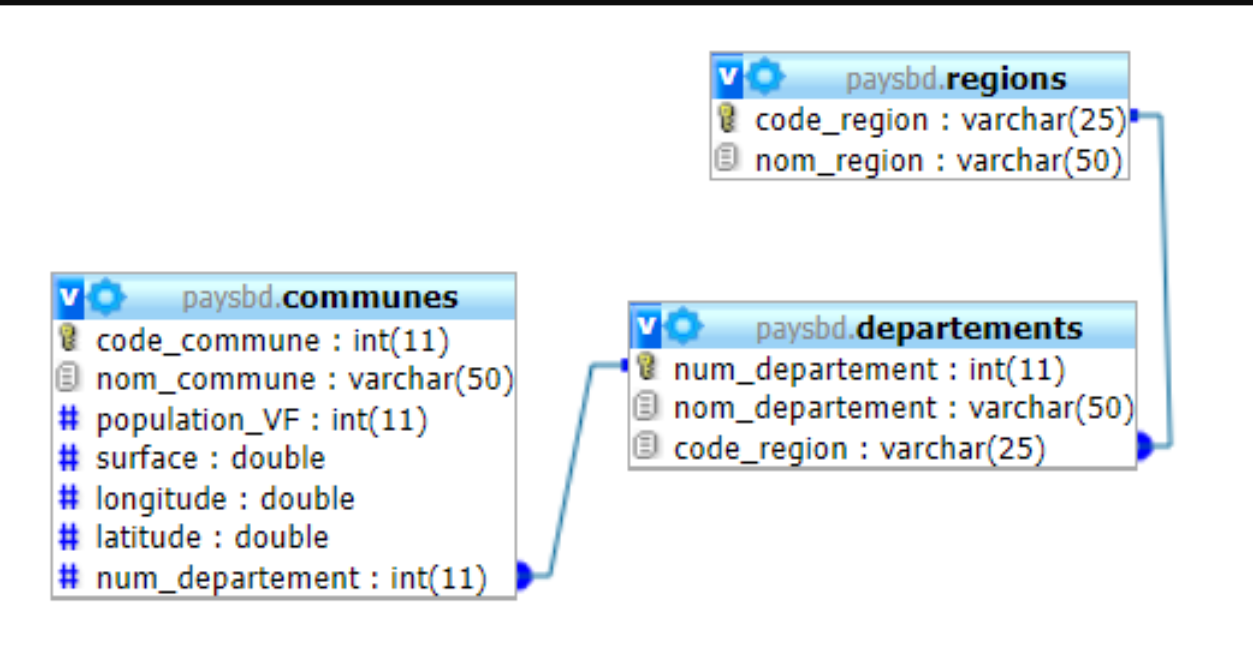 v paysbd.regions
code_region : varchar(25)
nom_region : varchar(50)
v paysbd.communes
code_commune : int(11)
nom_commune : varchar(50)
# population_VF : int(11)
# surface : double
# longitude : double
# latitude : double
# num_departement : int(11)
v paysbd.departements
num_departement : int(11)
nom_departement : varchar(50)
code_region : varchar(25)